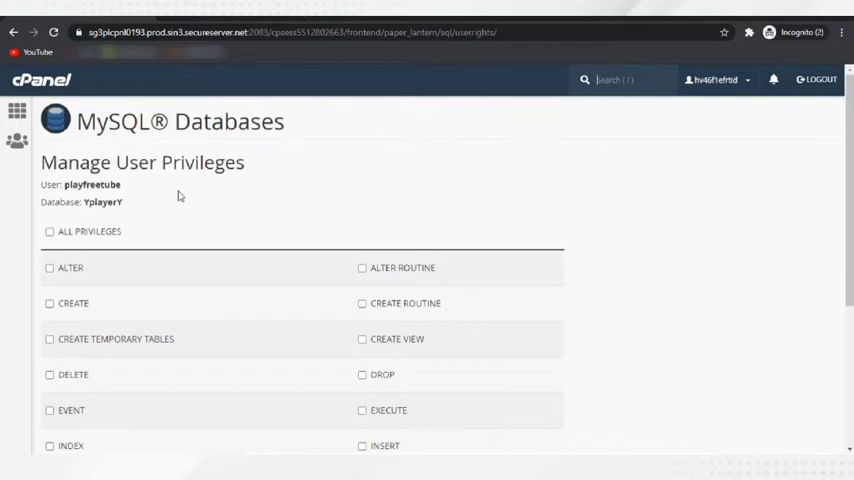 sg3plcpnl0193.prod.sin3.secureserver.net:2083/cpsess5512802663/frontend/paper_lantern/sql/userrights/
Incognito (2)
YouTube
cPanel
Search ( / )
hv46f1efrtid
LOGOUT
MySQL® Databases
Manage User Privileges
User: playfreetube
Database: YplayerY
ALL PRIVILEGES
ALTER
ALTER ROUTINE
CREATE
CREATE ROUTINE
CREATE TEMPORARY TABLES
CREATE VIEW
DELETE
DROP
EVENT
EXECUTE
INDEX
INSERT